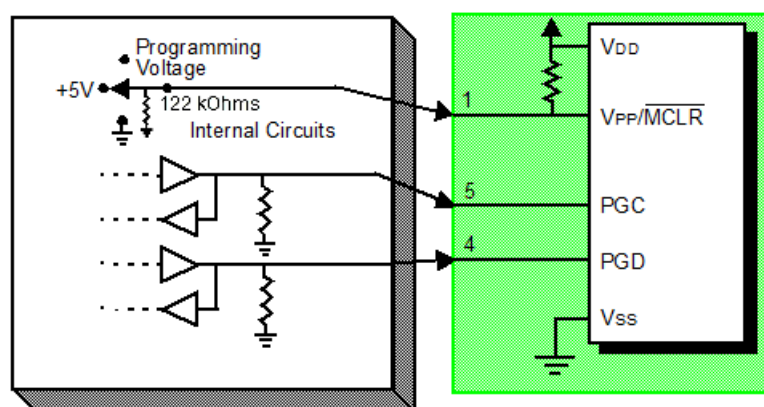 Programming
Voltage
+5V
122 kOhms
Internal Circuits
1
5
4
VDD
VPP/MCLR
PGC
PGD
VSS